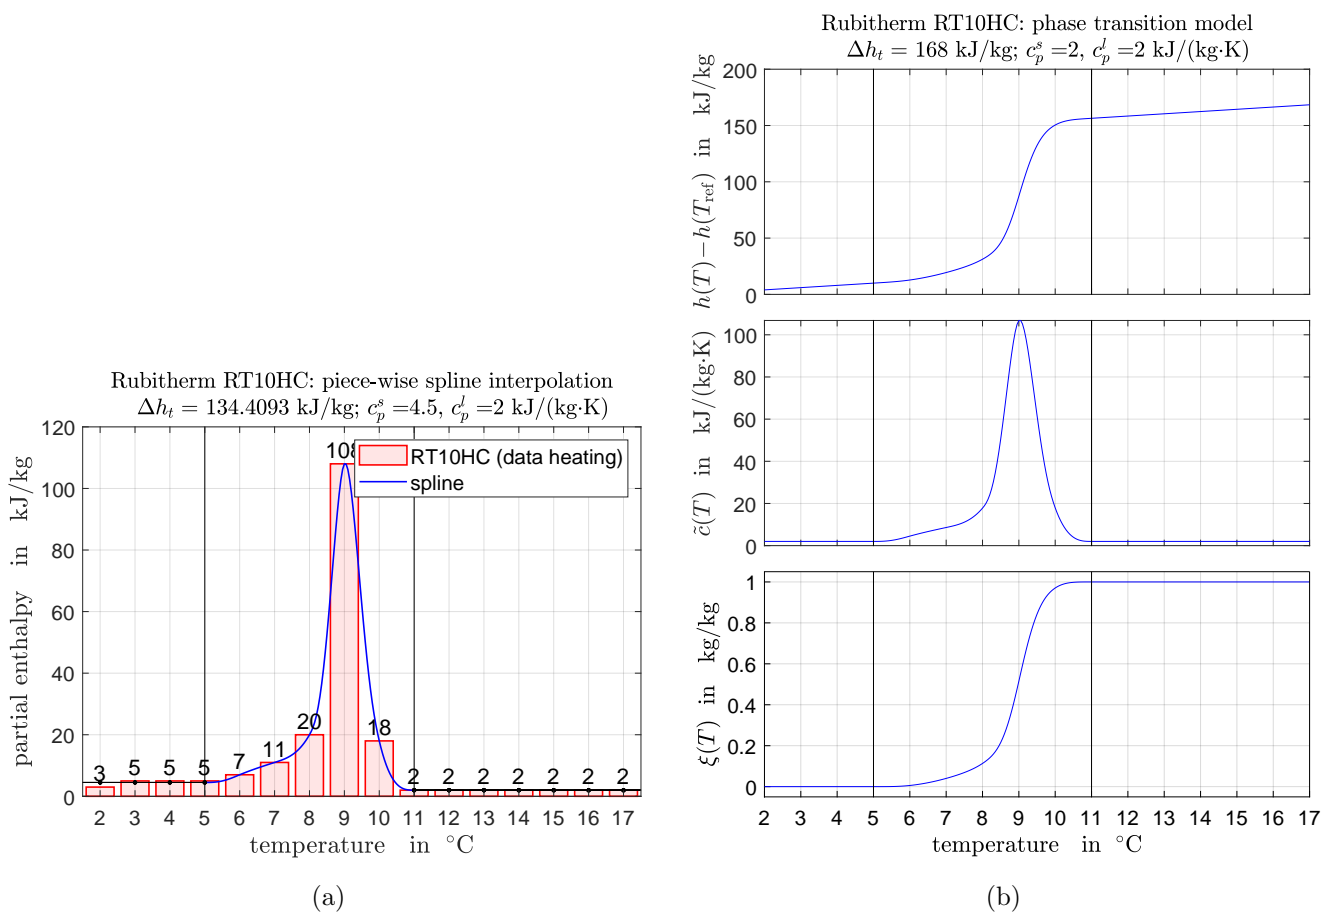 Rubitherm RT10HC: piece-wise spline interpolation
Δh_t = 134.4093 kJ/kg; c_p^s =4.5, c_p^l =2 kJ/(kg·K)
partial enthalpy in kJ/kg
120
100
80
60
40
20
0
RT10HC (data heating)
spline
3 5 5 5 7 11 20 108 18 2 2 2 2 2 2 2
2 3 4 5 6 7 8 9 10 11 12 13 14 15 16 17
temperature in °C
(a)
Rubitherm RT10HC: phase transition model
Δh_t = 168 kJ/kg; c_p^s =2, c_p^l =2 kJ/(kg·K)
h(T)−h(T_ref) in kJ/kg
200
150
100
50
0
c̃(T) in kJ/(kg·K)
100
80
60
40
20
0
ξ(T) in kg/kg
1
0.8
0.6
0.4
0.2
0
2 3 4 5 6 7 8 9 10 11 12 13 14 15 16 17
temperature in °C
(b)